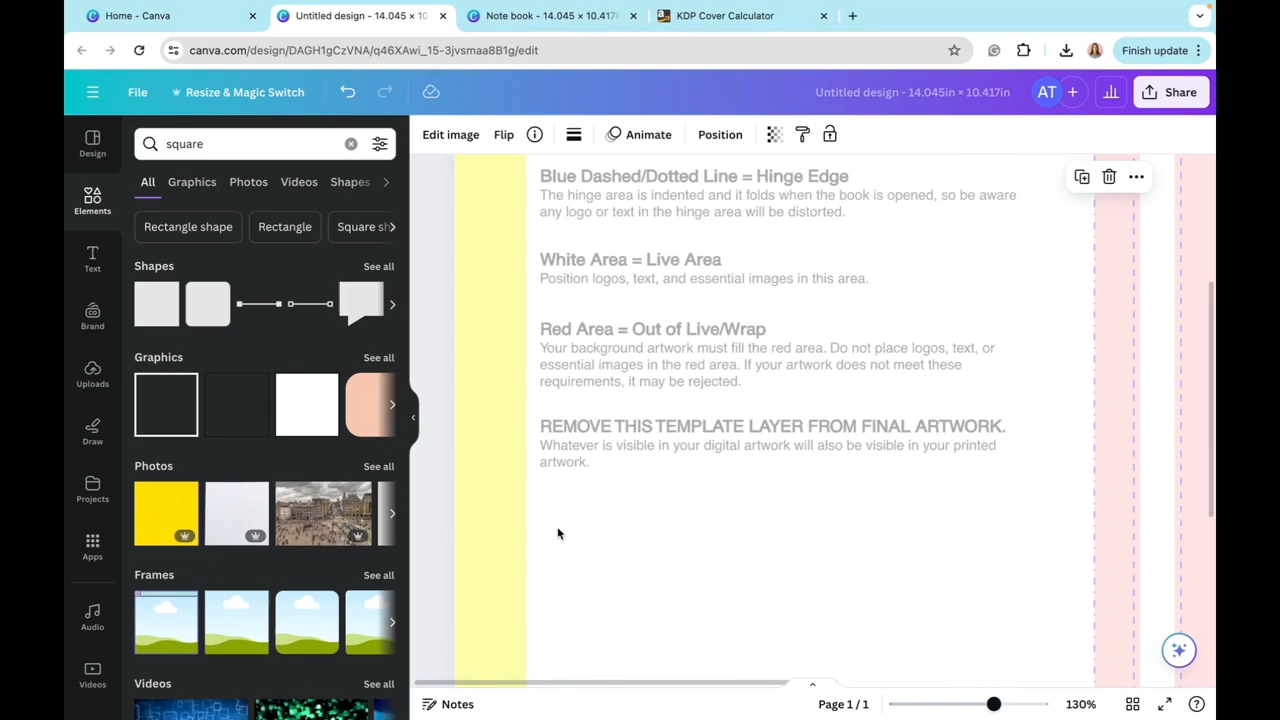 Home - Canva
Untitled design - 14.045 × 10
Note book - 14.045 × 10.417i
KDP Cover Calculator
canva.com/design/DAGH1gCzVNA/q46XAwi_15-3jvsmaa8B1g/edit
Finish update
File
Resize & Magic Switch
Untitled design - 14.045in × 10.417in
AT
Share
Design
Elements
Text
Brand
Uploads
Draw
Projects
Apps
Audio
Videos
square
All
Graphics
Photos
Videos
Shapes
Rectangle shape
Rectangle
Square sh
Shapes
See all
Graphics
See all
Photos
See all
Frames
See all
Videos
See all
Edit image
Flip
Animate
Position
Blue Dashed/Dotted Line = Hinge Edge
The hinge area is indented and it folds when the book is opened, so be aware
any logo or text in the hinge area will be distorted.
White Area = Live Area
Position logos, text, and essential images in this area.
Red Area = Out of Live/Wrap
Your background artwork must fill the red area. Do not place logos, text, or
essential images in the red area. If your artwork does not meet these
requirements, it may be rejected.
REMOVE THIS TEMPLATE LAYER FROM FINAL ARTWORK.
Whatever is visible in your digital artwork will also be visible in your printed
artwork.
Notes
Page 1 / 1
130%